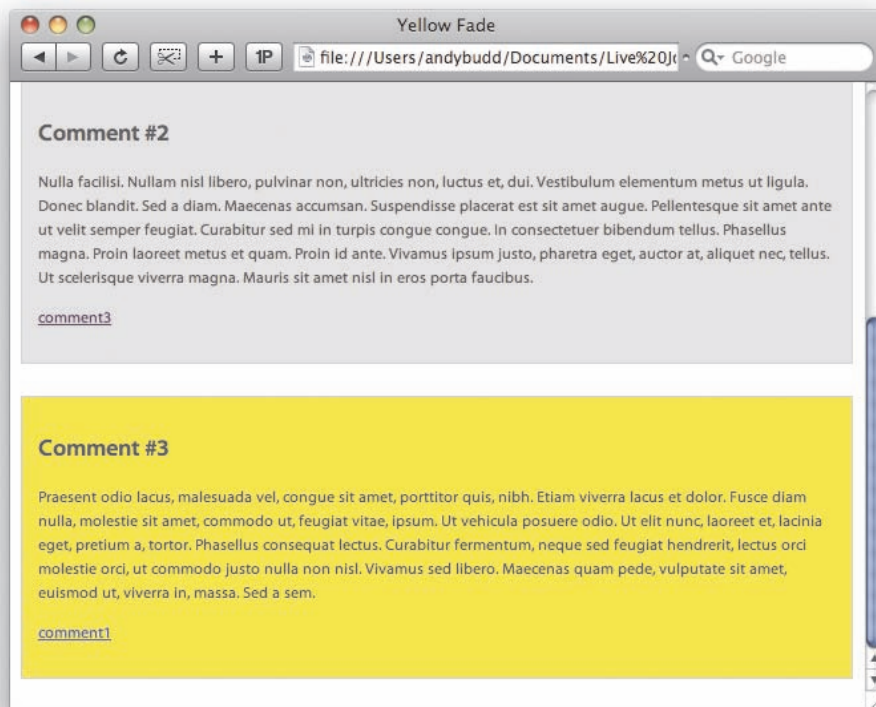 Yellow Fade
1P
file:///Users/andybudd/Documents/Live%20Jo
Google
Comment #2
Nulla facilisi. Nullam nisl libero, pulvinar non, ultricies non, luctus et, dui. Vestibulum elementum metus ut ligula.
Donec blandit. Sed a diam. Maecenas accumsan. Suspendisse placerat est sit amet augue. Pellentesque sit amet ante
ut velit semper feugiat. Curabitur sed mi in turpis congue congue. In consectetuer bibendum tellus. Phasellus
magna. Proin laoreet metus et quam. Proin id ante. Vivamus ipsum justo, pharetra eget, auctor at, aliquet nec, tellus.
Ut scelerisque viverra magna. Mauris sit amet nisl in eros porta faucibus.
comment3
Comment #3
Praesent odio lacus, malesuada vel, congue sit amet, porttitor quis, nibh. Etiam viverra lacus et dolor. Fusce diam
nulla, molestie sit amet, commodo ut, feugiat vitae, ipsum. Ut vehicula posuere odio. Ut elit nunc, laoreet et, lacinia
eget, pretium a, tortor. Phasellus consequat lectus. Curabitur fermentum, neque sed feugiat hendrerit, lectus orci
molestie orci, ut commodo justo nulla non nisl. Vivamus sed libero. Maecenas quam pede, vulputate sit amet,
euismod ut, viverra in, massa. Sed a sem.
comment1